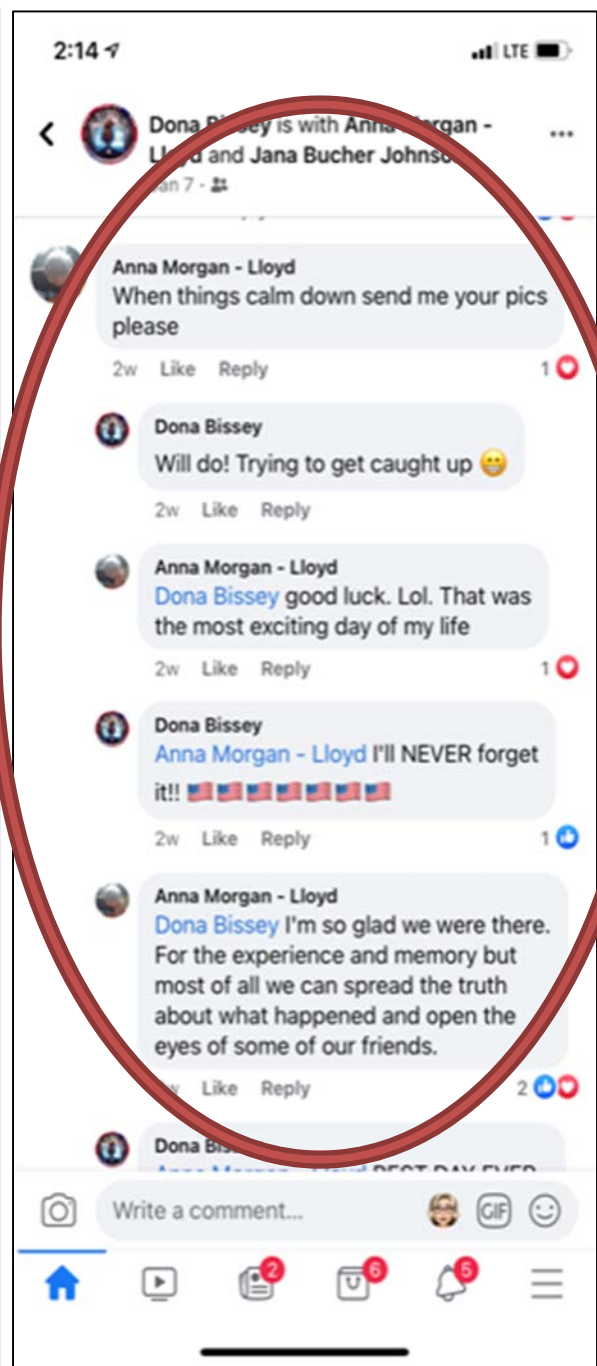 2:14
LTE
Dona is with Anna -
and Jana Bucher
7
Anna Morgan - Lloyd
When things calm down send me your pics
please
2w Like Reply 1
Dona Bissey
Will do! Trying to get caught up 😁
2w Like Reply
Anna Morgan - Lloyd
Dona Bissey good luck. Lol. That was
the most exciting day of my life
2w Like Reply 1
Dona Bissey
Anna Morgan - Lloyd I'll NEVER forget
it!! 🇺🇸🇺🇸🇺🇸🇺🇸🇺🇸🇺🇸🇺🇸
2w Like Reply 1
Anna Morgan - Lloyd
Dona Bissey I'm so glad we were there.
For the experience and memory but
most of all we can spread the truth
about what happened and open the
eyes of some of our friends.
Like Reply 2
Dona
Write a comment...
GIF
2
6
5